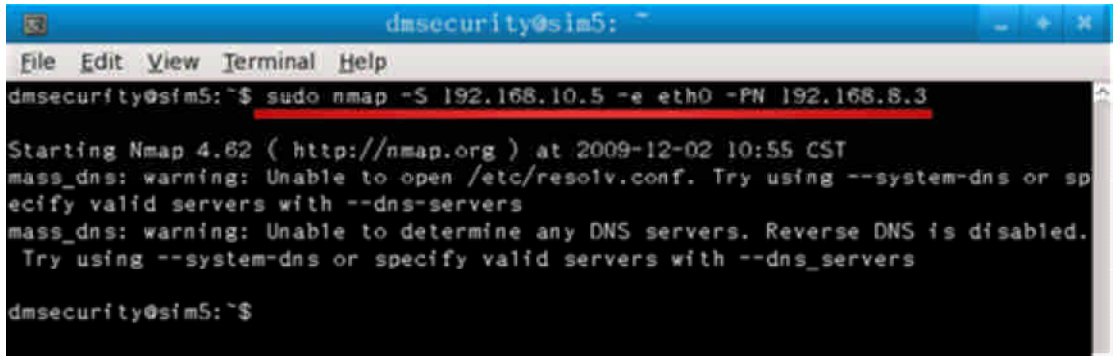 dmsecurity@sim5: ~
File Edit View Terminal Help
dmsecurity@sim5:~$ sudo nmap -S 192.168.10.5 -e eth0 -PN 192.168.8.3
Starting Nmap 4.62 ( http://nmap.org ) at 2009-12-02 10:55 CST
mass_dns: warning: Unable to open /etc/resolv.conf. Try using --system-dns or sp
ecify valid servers with --dns-servers
mass_dns: warning: Unable to determine any DNS servers. Reverse DNS is disabled.
 Try using --system-dns or specify valid servers with --dns_servers
dmsecurity@sim5:~$